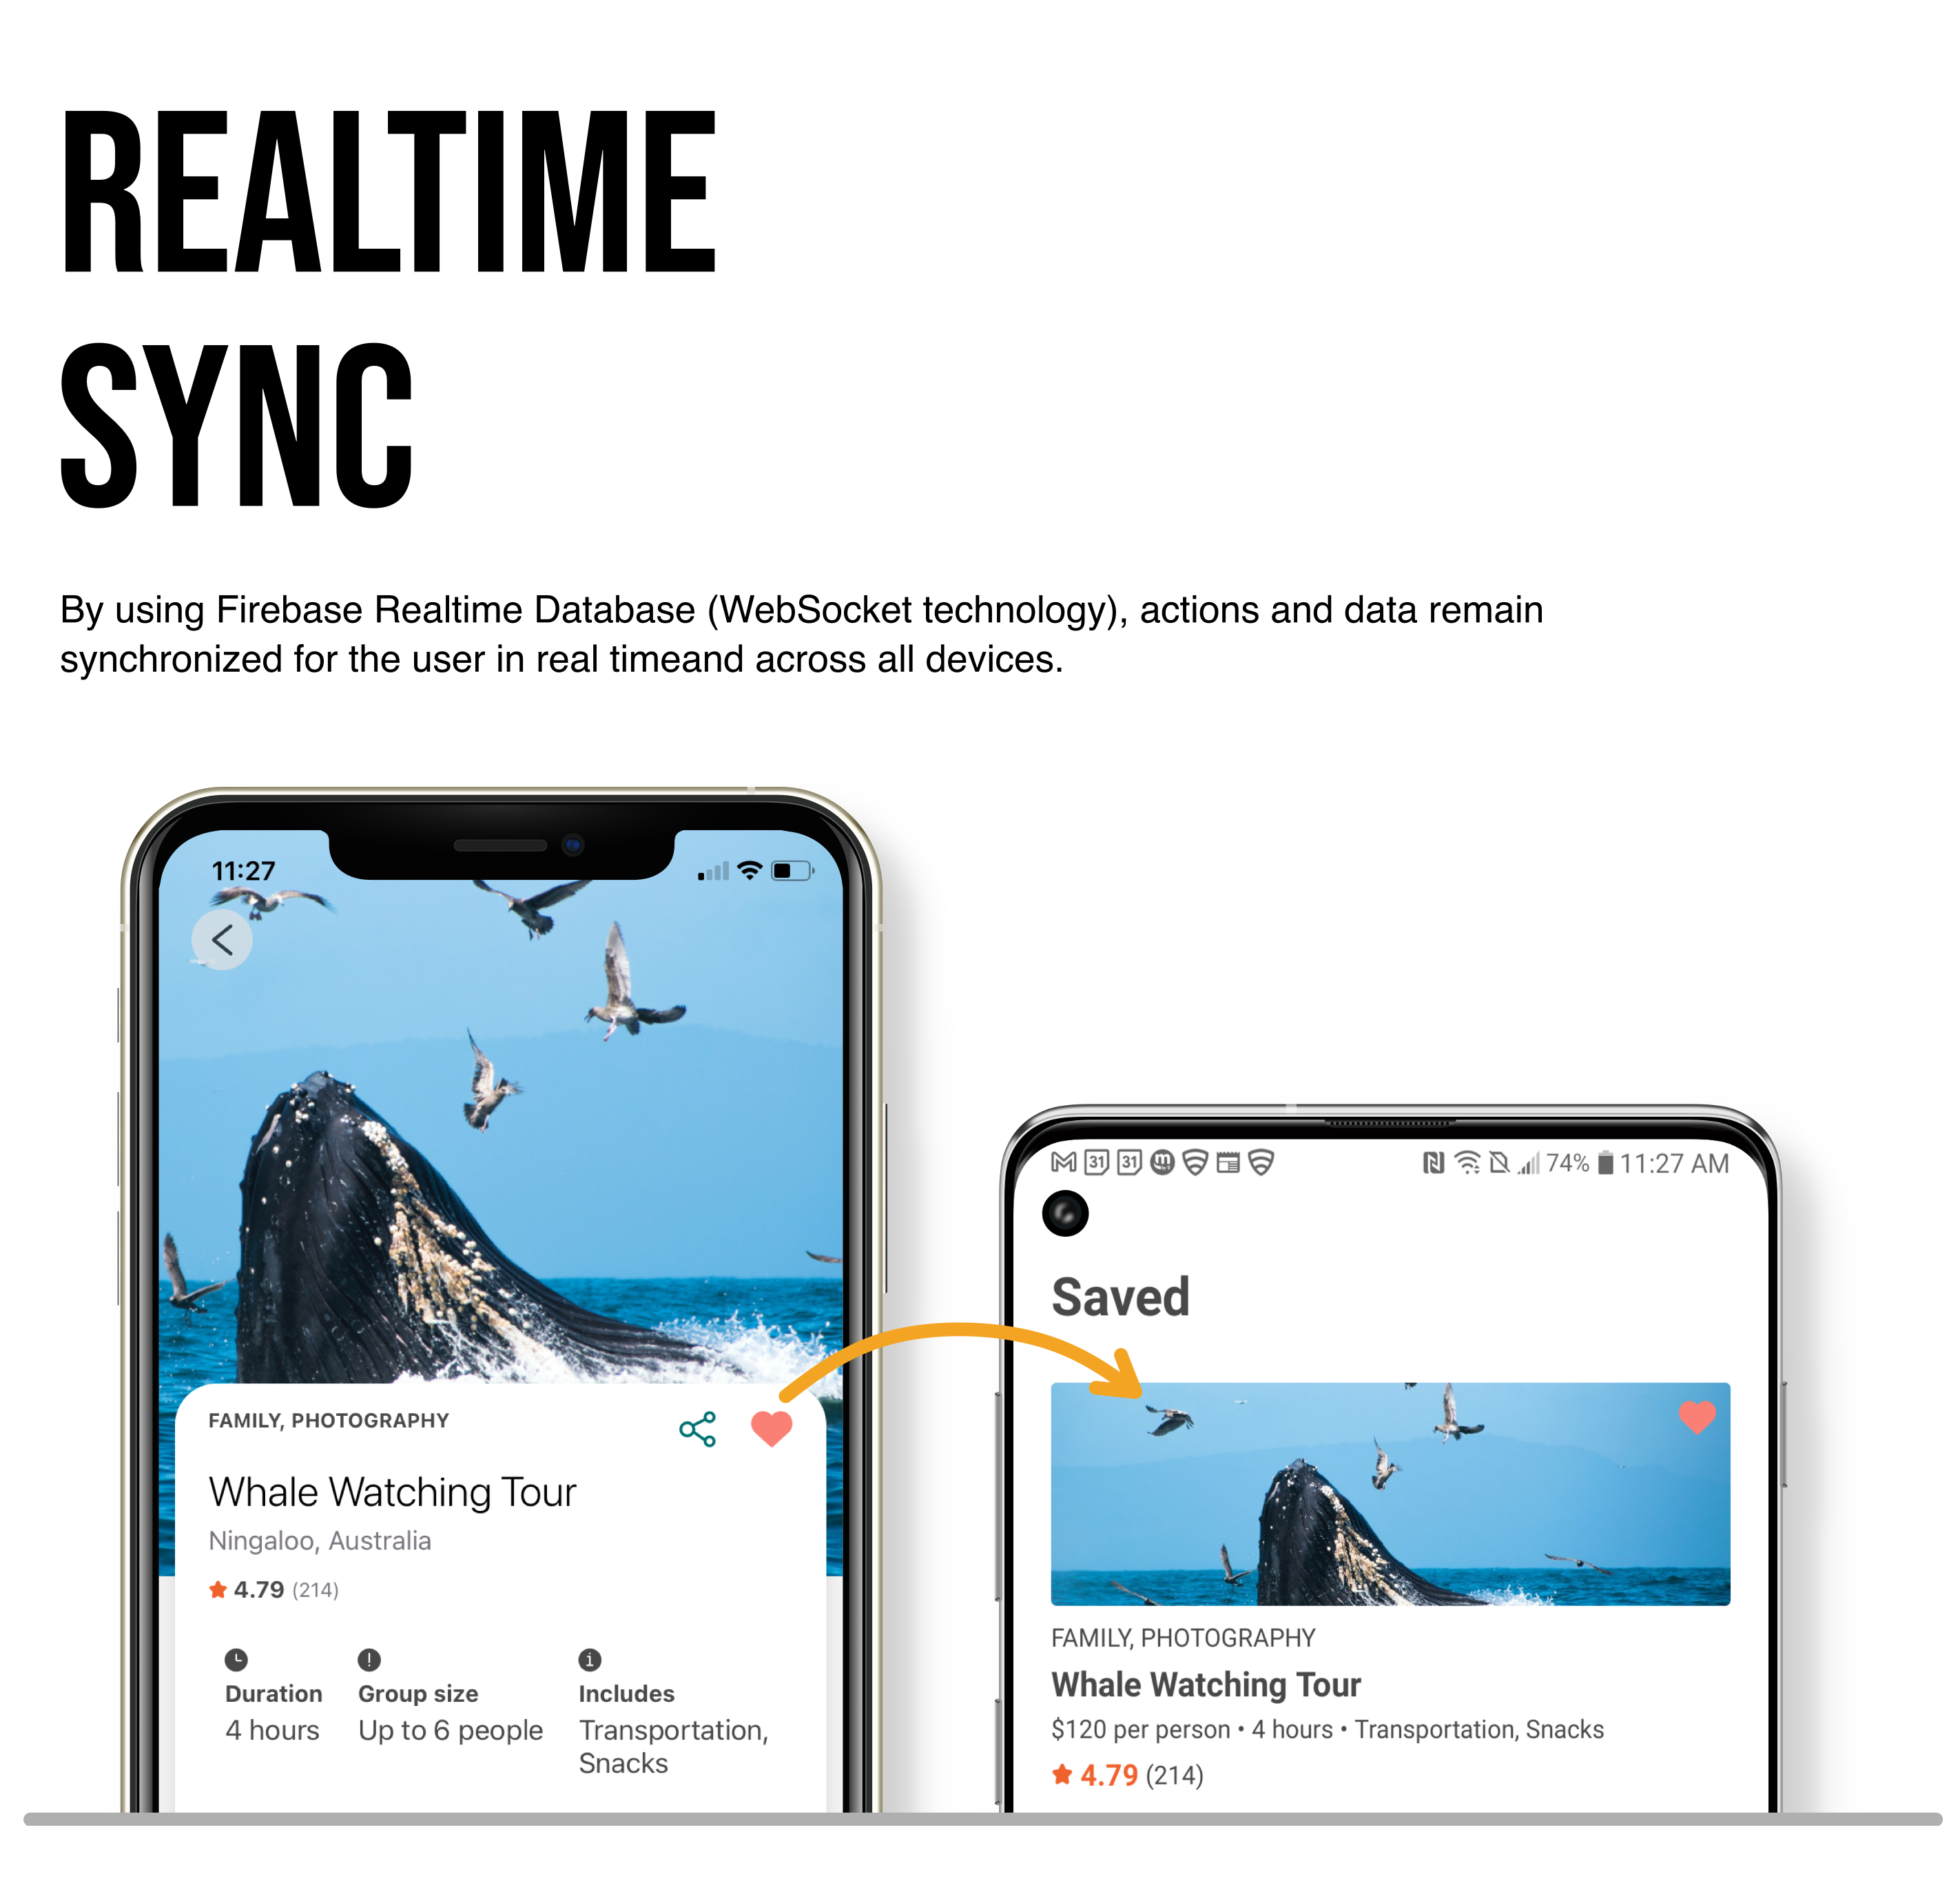 REALTIME
SYNC
By using Firebase Realtime Database (WebSocket technology), actions and data remain
synchronized for the user in real timeand across all devices.
11:27
FAMILY, PHOTOGRAPHY
Whale Watching Tour
Ningaloo, Australia
4.79 (214)
Duration
4 hours
Group size
Up to 6 people
Includes
Transportation,
Snacks
31 31 74% 11:27 AM
Saved
FAMILY, PHOTOGRAPHY
Whale Watching Tour
$120 per person • 4 hours • Transportation, Snacks
4.79 (214)